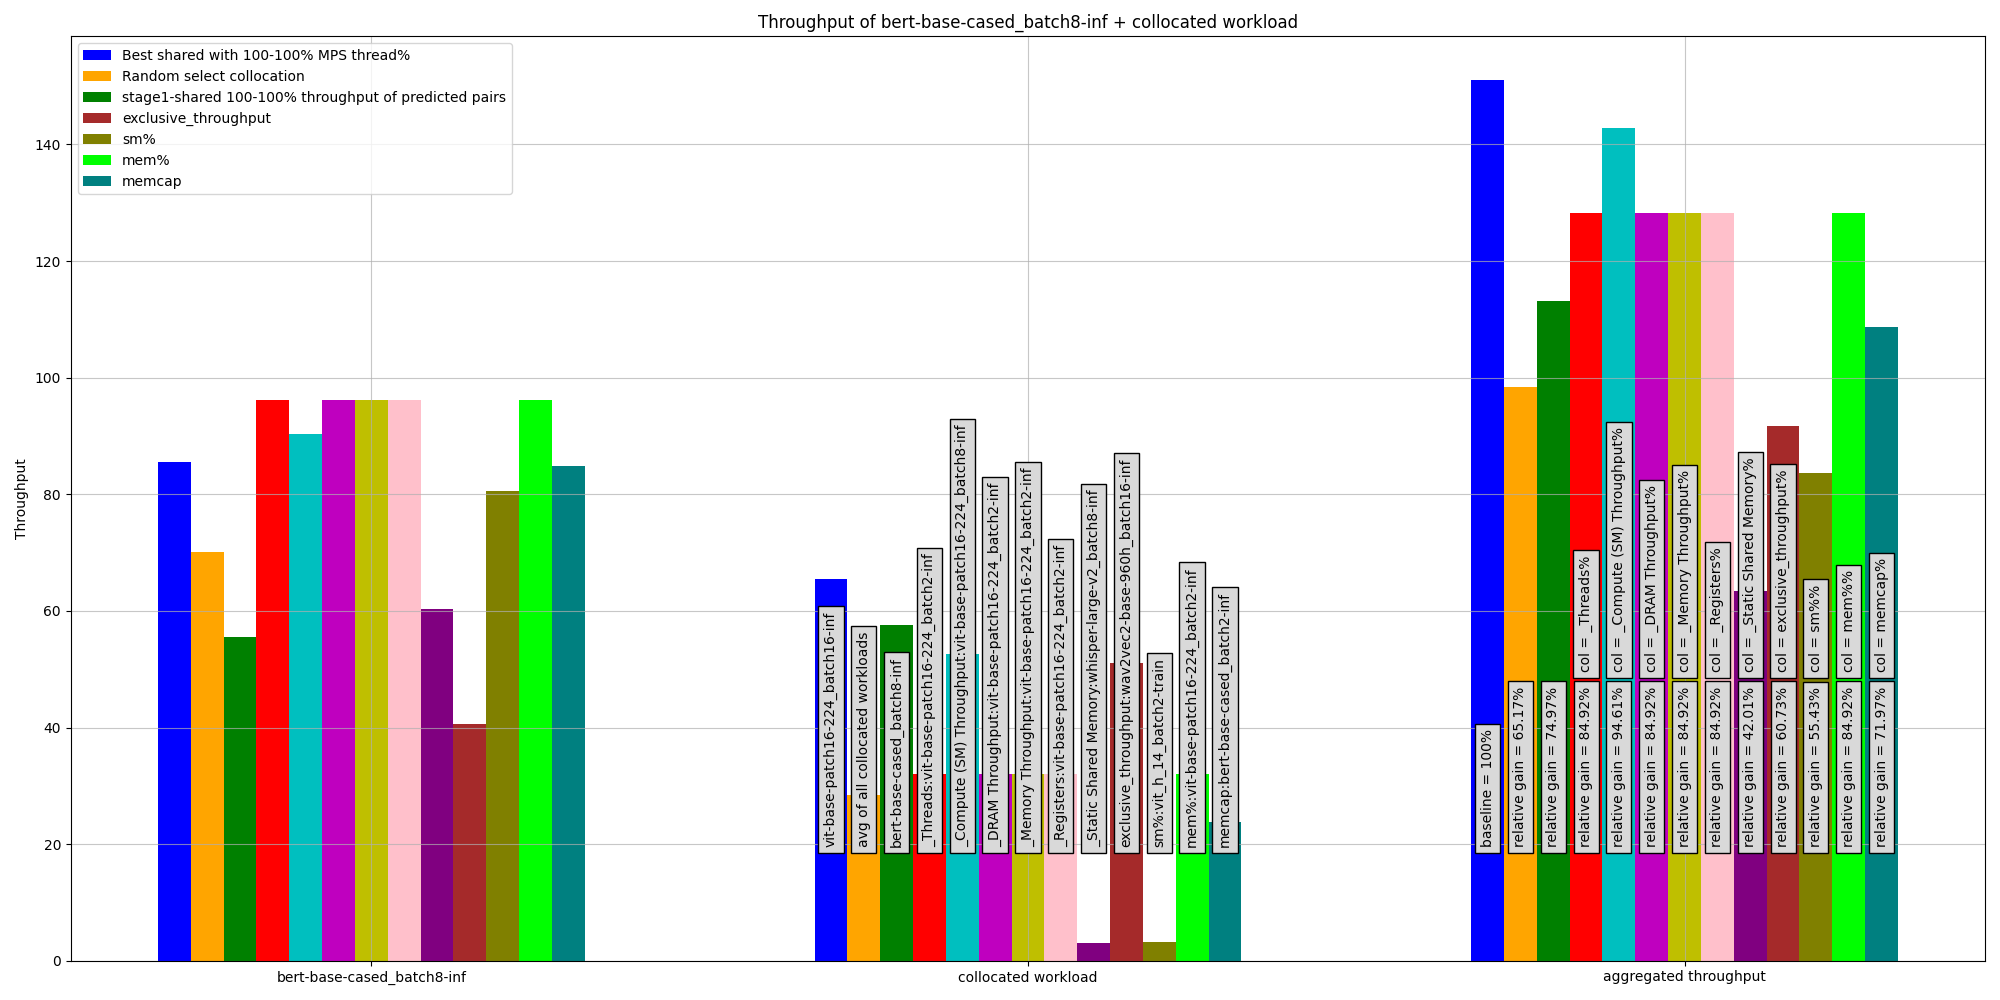 Throughput of bert-base-cased_batch8-inf + collocated workload
Best shared with 100-100% MPS thread%
Random select collocation
stage1-shared 100-100% throughput of predicted pairs
exclusive_throughput
sm%
mem%
memcap
Throughput
0
20
40
60
80
100
120
140
vit-base-patch16-224_batch16-inf
avg of all collocated workloads
bert-base-cased_batch8-inf
_Threads:vit-base-patch16-224_batch2-inf
_Compute (SM) Throughput:vit-base-patch16-224_batch8-inf
_DRAM Throughput:vit-base-patch16-224_batch2-inf
_Memory Throughput:vit-base-patch16-224_batch2-inf
_Registers:vit-base-patch16-224_batch2-inf
_Static Shared Memory:whisper-large-v2_batch8-inf
exclusive_throughput:wav2vec2-base-960h_batch16-inf
sm%:vit_h_14_batch2-train
mem%:vit-base-patch16-224_batch2-inf
memcap:bert-base-cased_batch2-inf
baseline = 100%
relative gain = 65.17%
relative gain = 74.97%
relative gain = 84.92%
col = _Threads%
relative gain = 94.61%
col = _Compute (SM) Throughput%
relative gain = 84.92%
col = _DRAM Throughput%
relative gain = 84.92%
col = _Memory Throughput%
relative gain = 84.92%
col = _Registers%
relative gain = 42.01%
col = _Static Shared Memory%
relative gain = 60.73%
col = exclusive_throughput%
relative gain = 55.43%
col = sm%%
relative gain = 84.92%
col = mem%%
relative gain = 71.97%
col = memcap%
bert-base-cased_batch8-inf
collocated workload
aggregated throughput